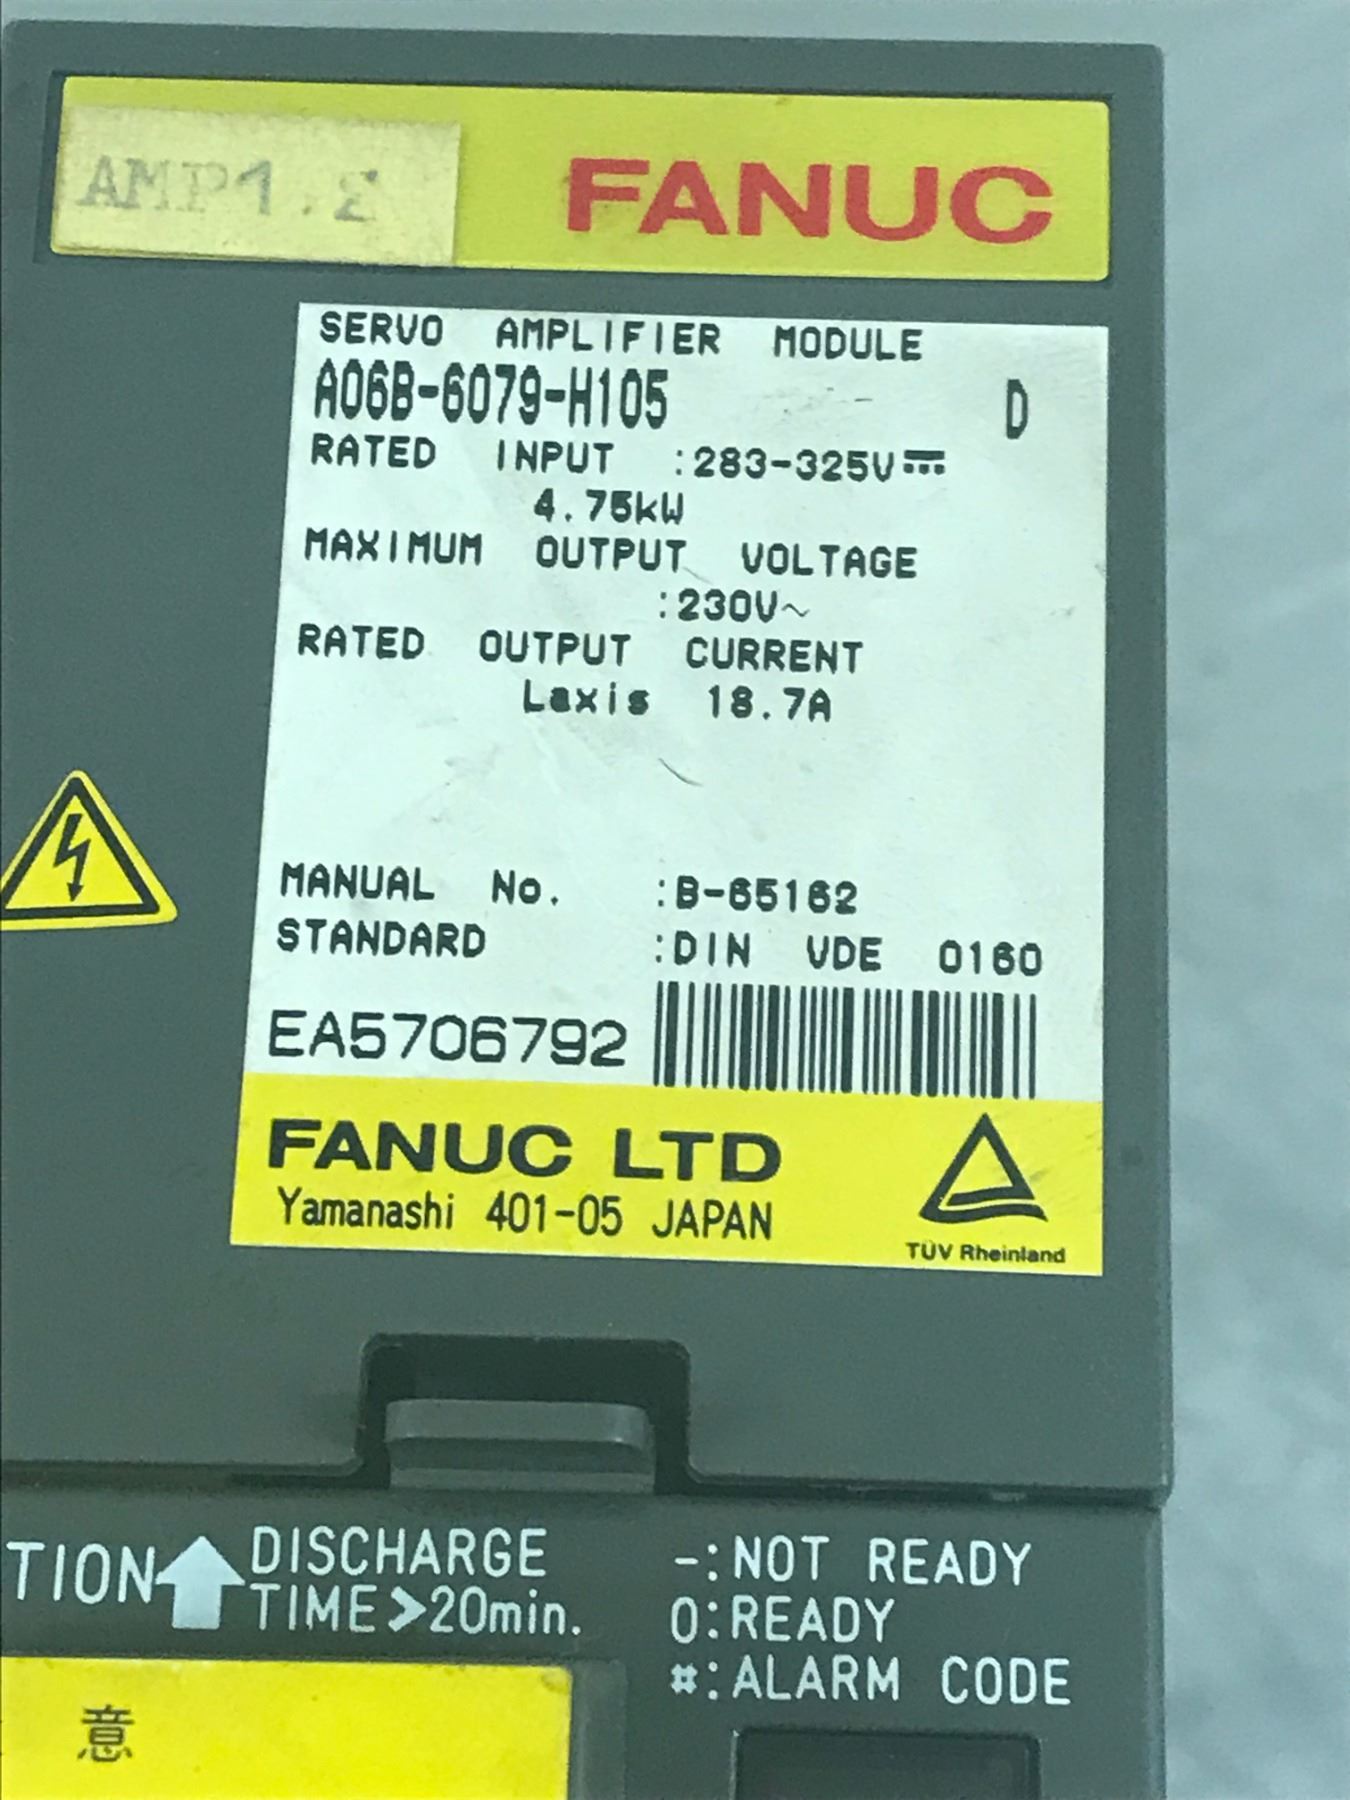 AMP1.2
FANUC
SERVO AMPLIFIER MODULE
A06B-6079-H105 D
RATED INPUT :283-325V⎓
4.75kW
MAXIMUM OUTPUT VOLTAGE
:230V~
RATED OUTPUT CURRENT
Laxis 18.7A
MANUAL No. :B-65162
STANDARD :DIN VDE 0160
EA5706792
FANUC LTD
Yamanashi 401-05 JAPAN
TÜV Rheinland
TION DISCHARGE
TIME>20min.
-:NOT READY
0:READY
#:ALARM CODE
意